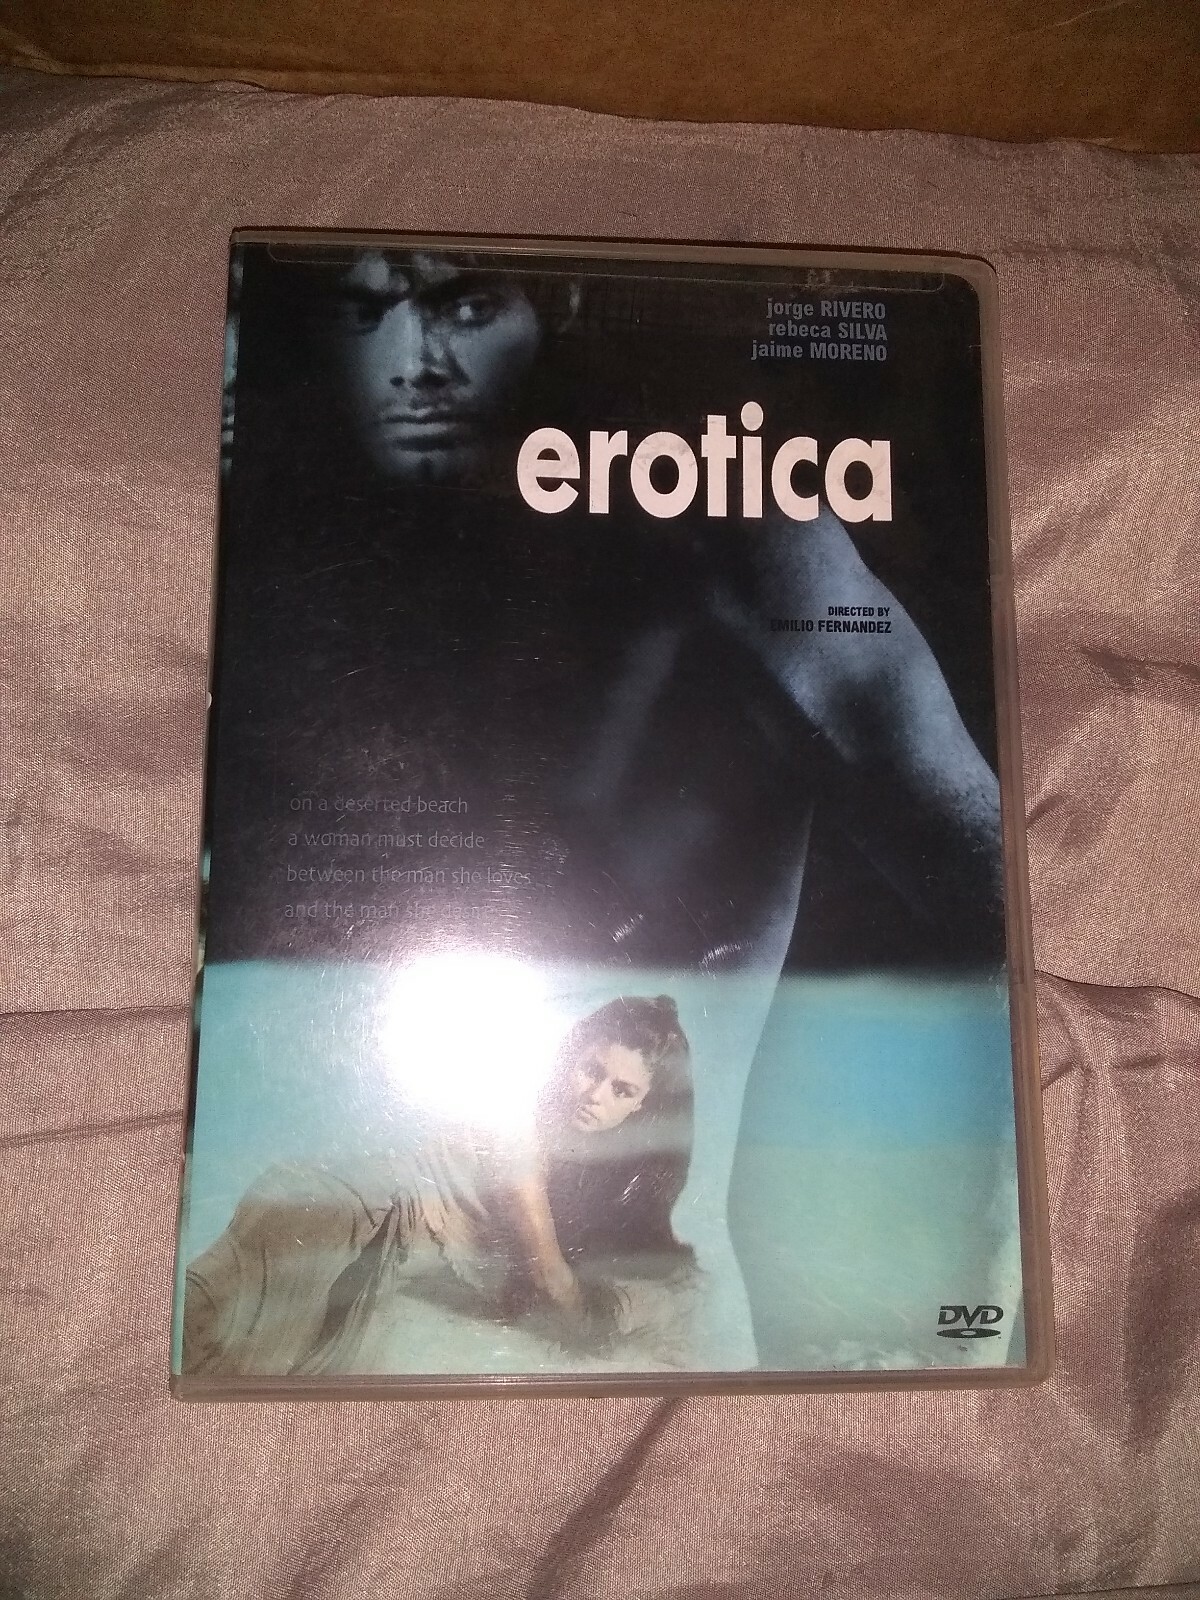 jorge RIVERO
rebeca SILVA
jaime MORENO
erotica
DIRECTED BY
EMILIO FERNANDEZ
on a deserted beach
a woman must decide
between the man she loves
and the man she
DVD